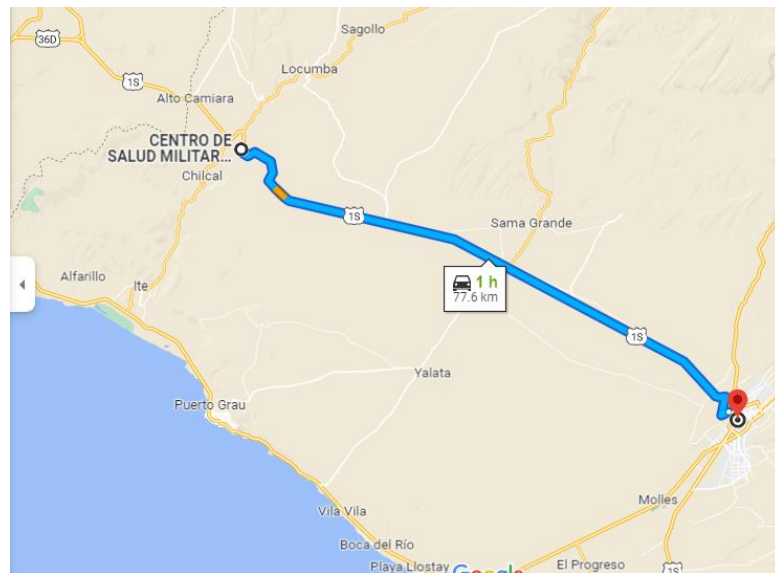 Sagollo
36D
Locumba
1S
Alto Camiara
CENTRO DE
SALUD MILITAR...
Chilcal
1S
Sama Grande
Alfarillo
Ite
1 h
77.6 km
1S
Yalata
Puerto Grau
Molles
Vila Vila
Boca del Río
Playa Llostay
Google
El Progreso
1S